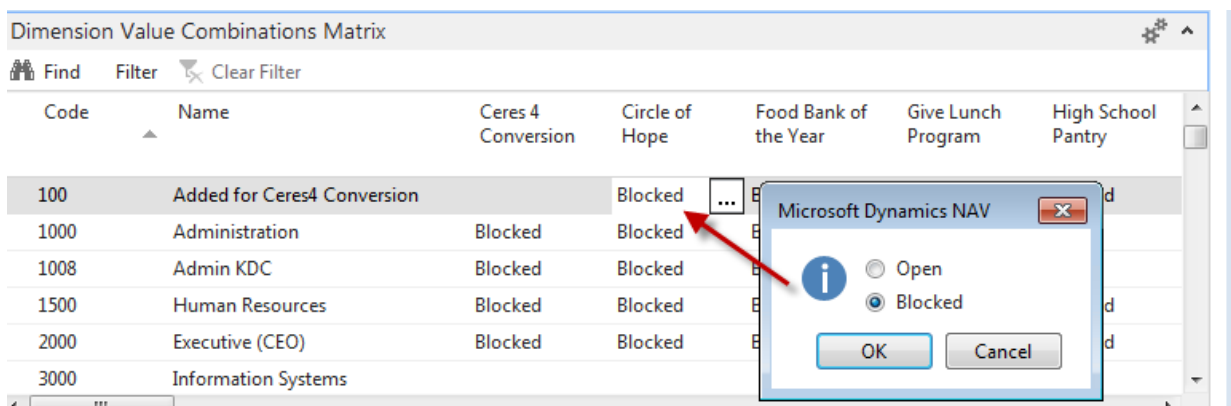 Dimension Value Combinations Matrix
Find Filter Clear Filter
Code Name Ceres 4 Conversion Circle of Hope Food Bank of the Year Give Lunch Program High School Pantry
100 Added for Ceres4 Conversion Blocked ...
1000 Administration Blocked Blocked
1008 Admin KDC Blocked Blocked
1500 Human Resources Blocked Blocked
2000 Executive (CEO) Blocked Blocked
3000 Information Systems
Microsoft Dynamics NAV
Open
Blocked
OK Cancel